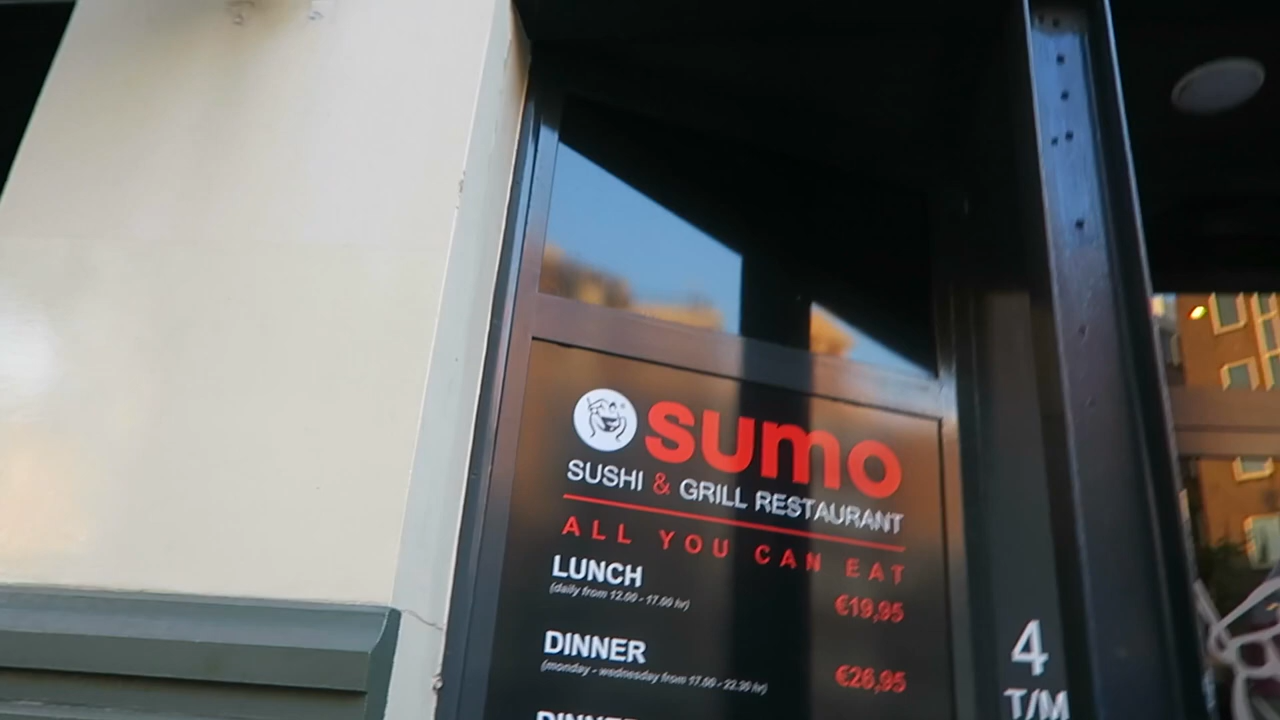 sumo
SUSHI & GRILL RESTAURANT
ALL YOU CAN EAT
LUNCH
(daily from 12.00 - 17.00 hr)
€19,95
DINNER
(monday - wednesday from 17.00 - 22.30 hr)
€26,95
DINNER
4
T/M